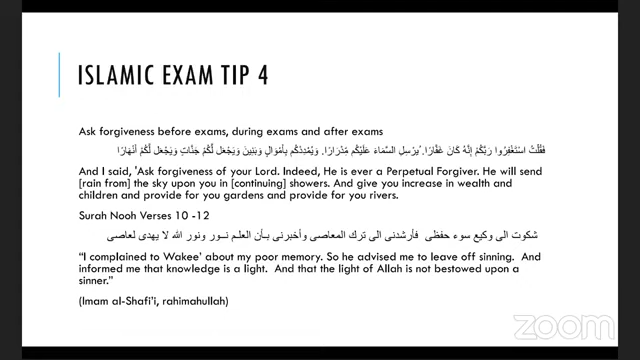 ISLAMIC EXAM TIP 4
Ask forgiveness before exams, during exams and after exams
فَقُلْتُ اسْتَغْفِرُوا رَبَّكُمْ إِنَّهُ كَانَ غَفَّارًا. يُرْسِلِ السَّمَاءَ عَلَيْكُم مِّدْرَارًا. وَيُمْدِدْكُم بِأَمْوَالٍ وَبَنِينَ وَيَجْعَل لَّكُمْ جَنَّاتٍ وَيَجْعَل لَّكُمْ أَنْهَارًا
And I said, 'Ask forgiveness of your Lord. Indeed, He is ever a Perpetual Forgiver. He will send
[rain from] the sky upon you in [continuing] showers. And give you increase in wealth and
children and provide for you gardens and provide for you rivers.
Surah Nooh Verses 10 -12
شكوت الى وكيع سوء حفظى فأرشدنى الى ترك المعاصى وأخبرنى بأن العلم نور ونور الله لا يهدى لعاصى
“I complained to Wakee’ about my poor memory. So he advised me to leave off sinning. And
informed me that knowledge is a light. And that the light of Allah is not bestowed upon a
sinner.”
(Imam al-Shafi’i, rahimahullah)
zoom